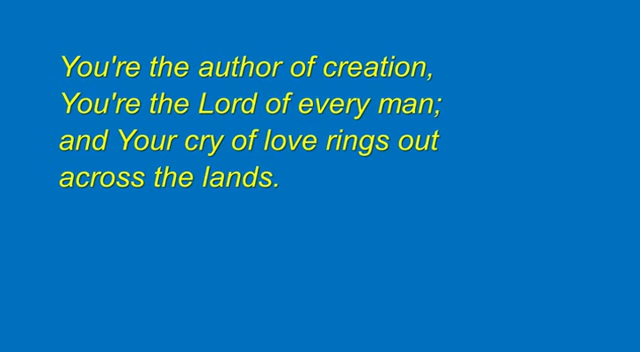 You're the author of creation,
You're the Lord of every man;
and Your cry of love rings out
across the lands.